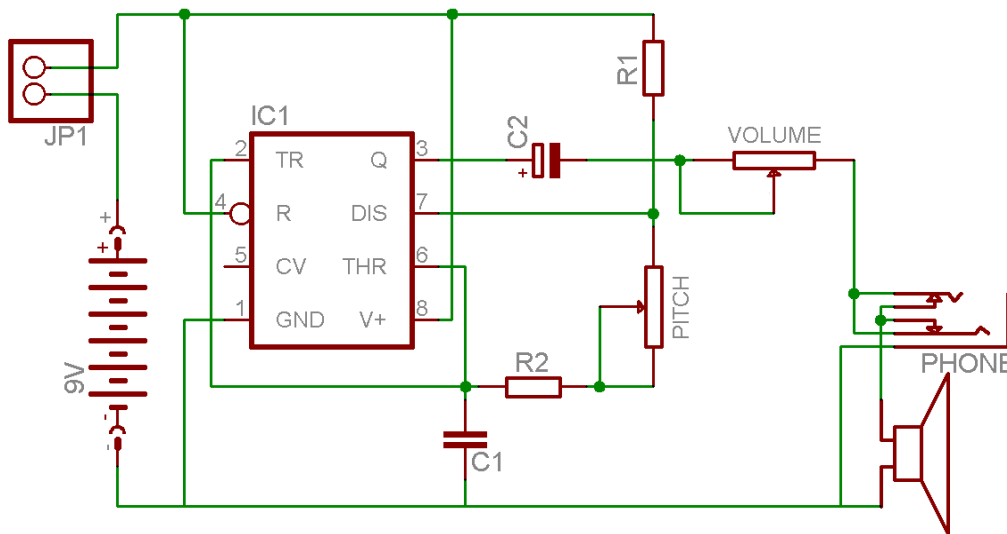 JP1
IC1
2
TR
4
R
5
CV
1
GND
Q
3
DIS
7
THR
6
V+
8
R1
C2
+
VOLUME
PITCH
R2
C1
+
+
9V
-
-
PHONE